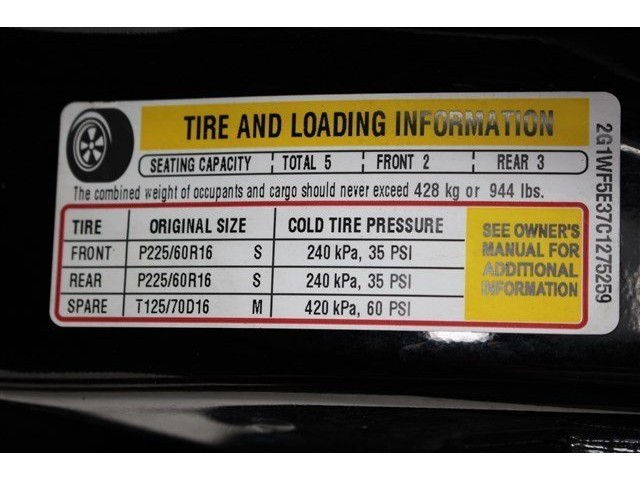 TIRE AND LOADING INFORMATION
SEATING CAPACITY TOTAL 5 FRONT 2 REAR 3
The combined weight of occupants and cargo should never exceed 428 kg or 944 lbs.
TIRE ORIGINAL SIZE COLD TIRE PRESSURE
FRONT P225/60R16 S 240 kPa, 35 PSI
REAR P225/60R16 S 240 kPa, 35 PSI
SPARE T125/70D16 M 420 kPa, 60 PSI
SEE OWNER'S
MANUAL FOR
ADDITIONAL
INFORMATION
2G1WF5E37C1275259